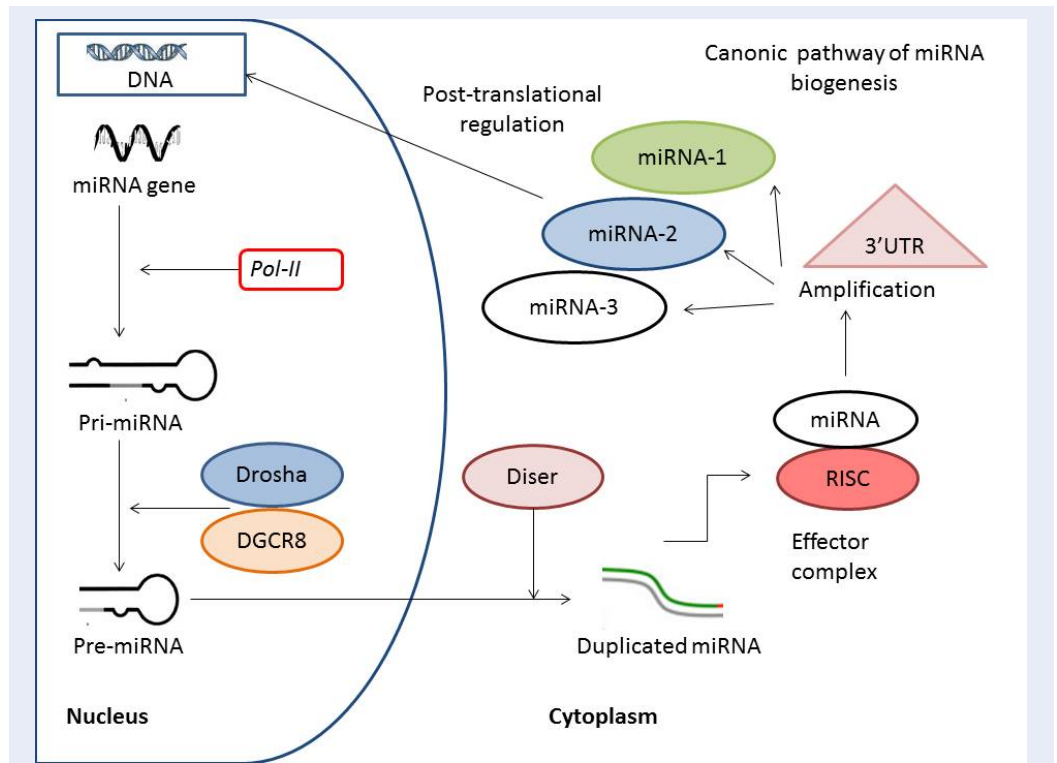 DNA
miRNA gene
Pol-II
Pri-miRNA
Drosha
DGCR8
Pre-miRNA
Nucleus
Canonic pathway of miRNA
biogenesis
Post-translational
regulation
miRNA-1
miRNA-2
miRNA-3
3'UTR
Amplification
miRNA
RISC
Effector
complex
Diser
Duplicated miRNA
Cytoplasm